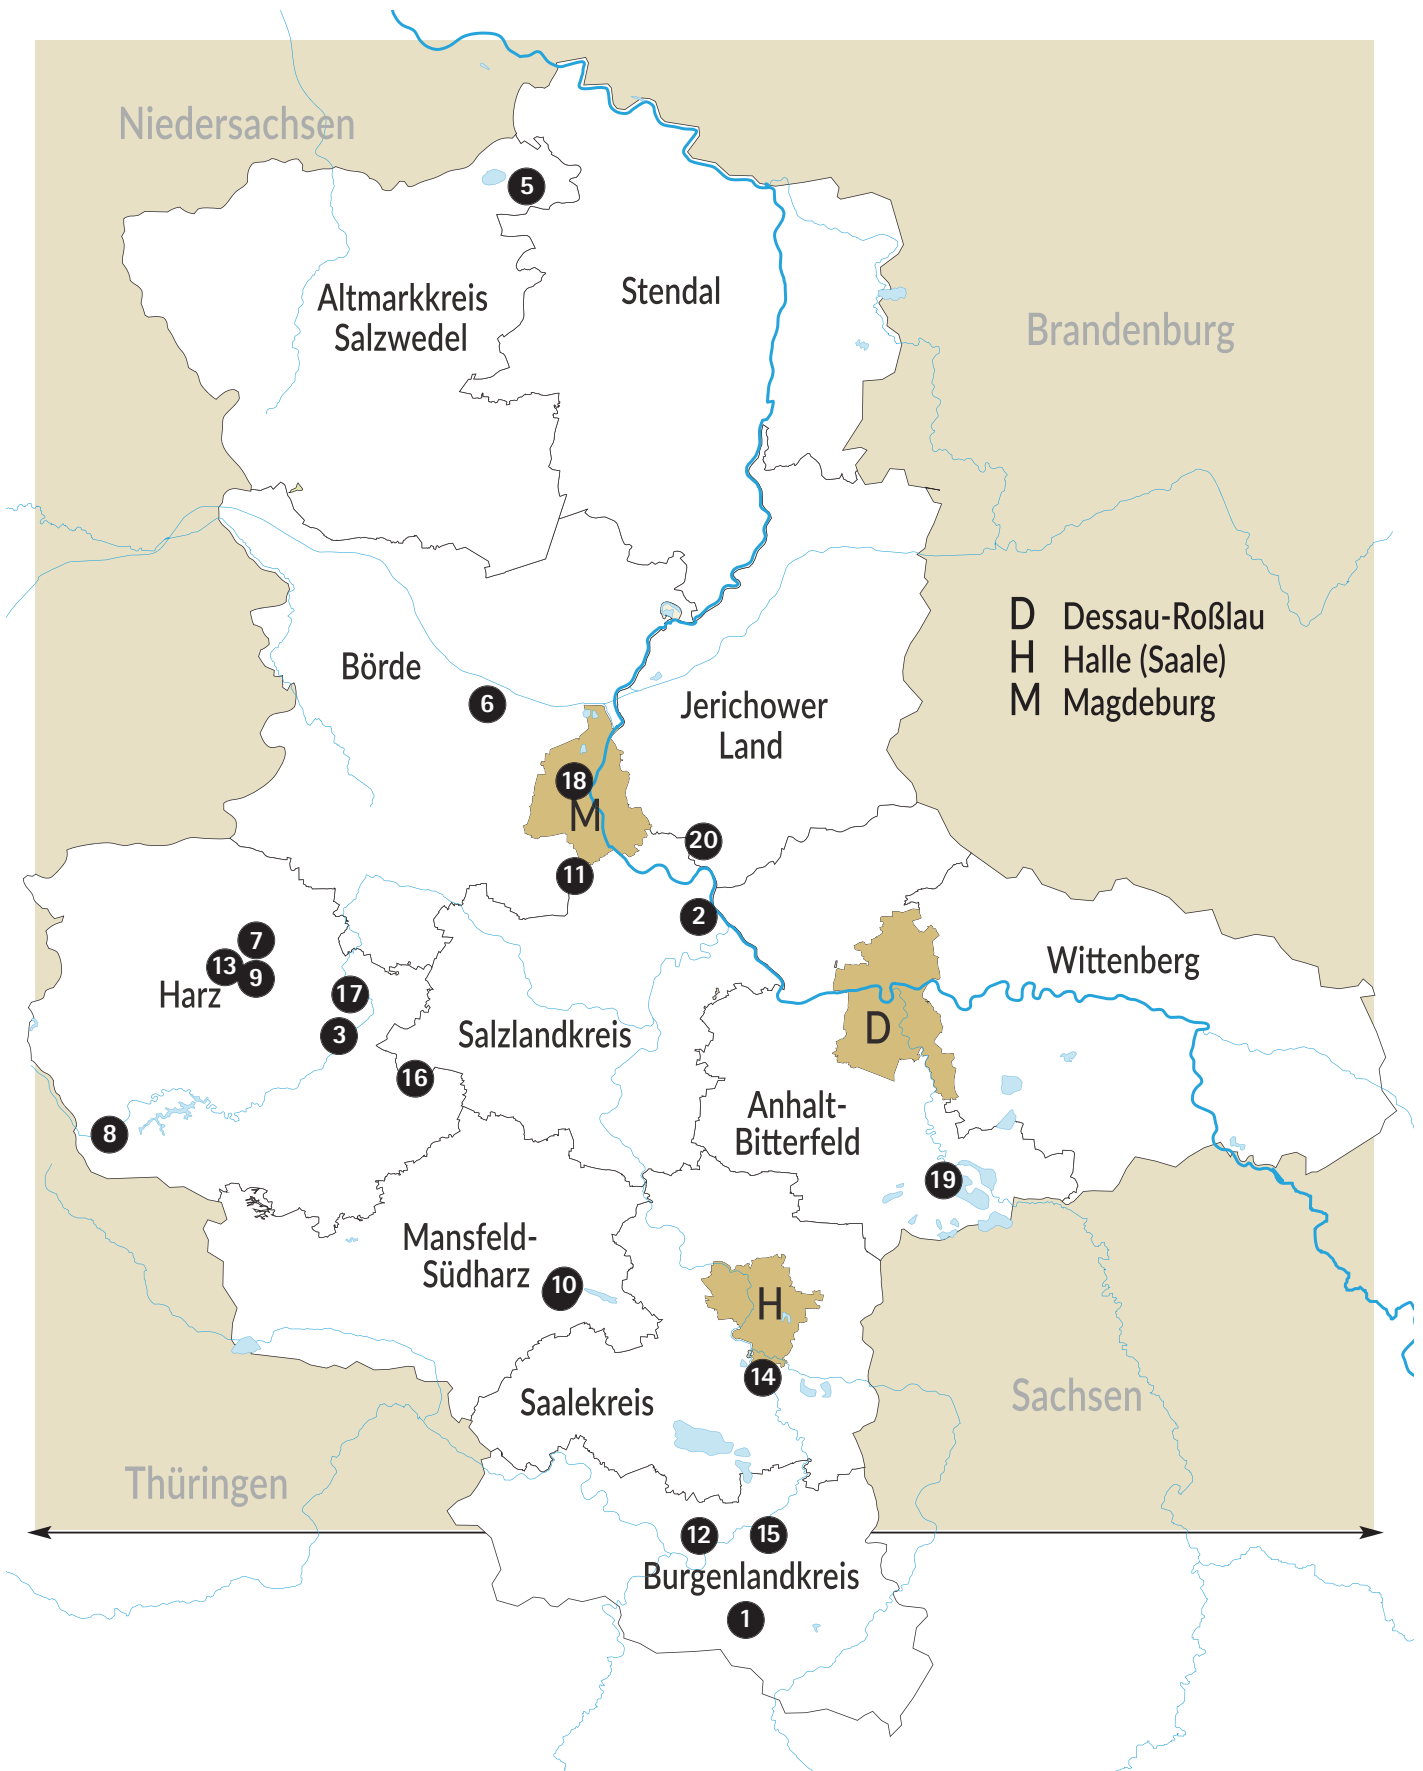 Niedersachsen
5
Altmarkkreis
Salzwedel
Stendal
Brandenburg
D Dessau-Roßlau
H Halle (Saale)
M Magdeburg
Börde
6
Jerichower
Land
18
M
20
11
2
7
13
9
Harz
17
3
16
8
Salzlandkreis
Wittenberg
D
Anhalt-
Bitterfeld
19
Mansfeld-
Südharz
10
H
14
Saalekreis
Sachsen
Thüringen
12
15
Burgenlandkreis
1